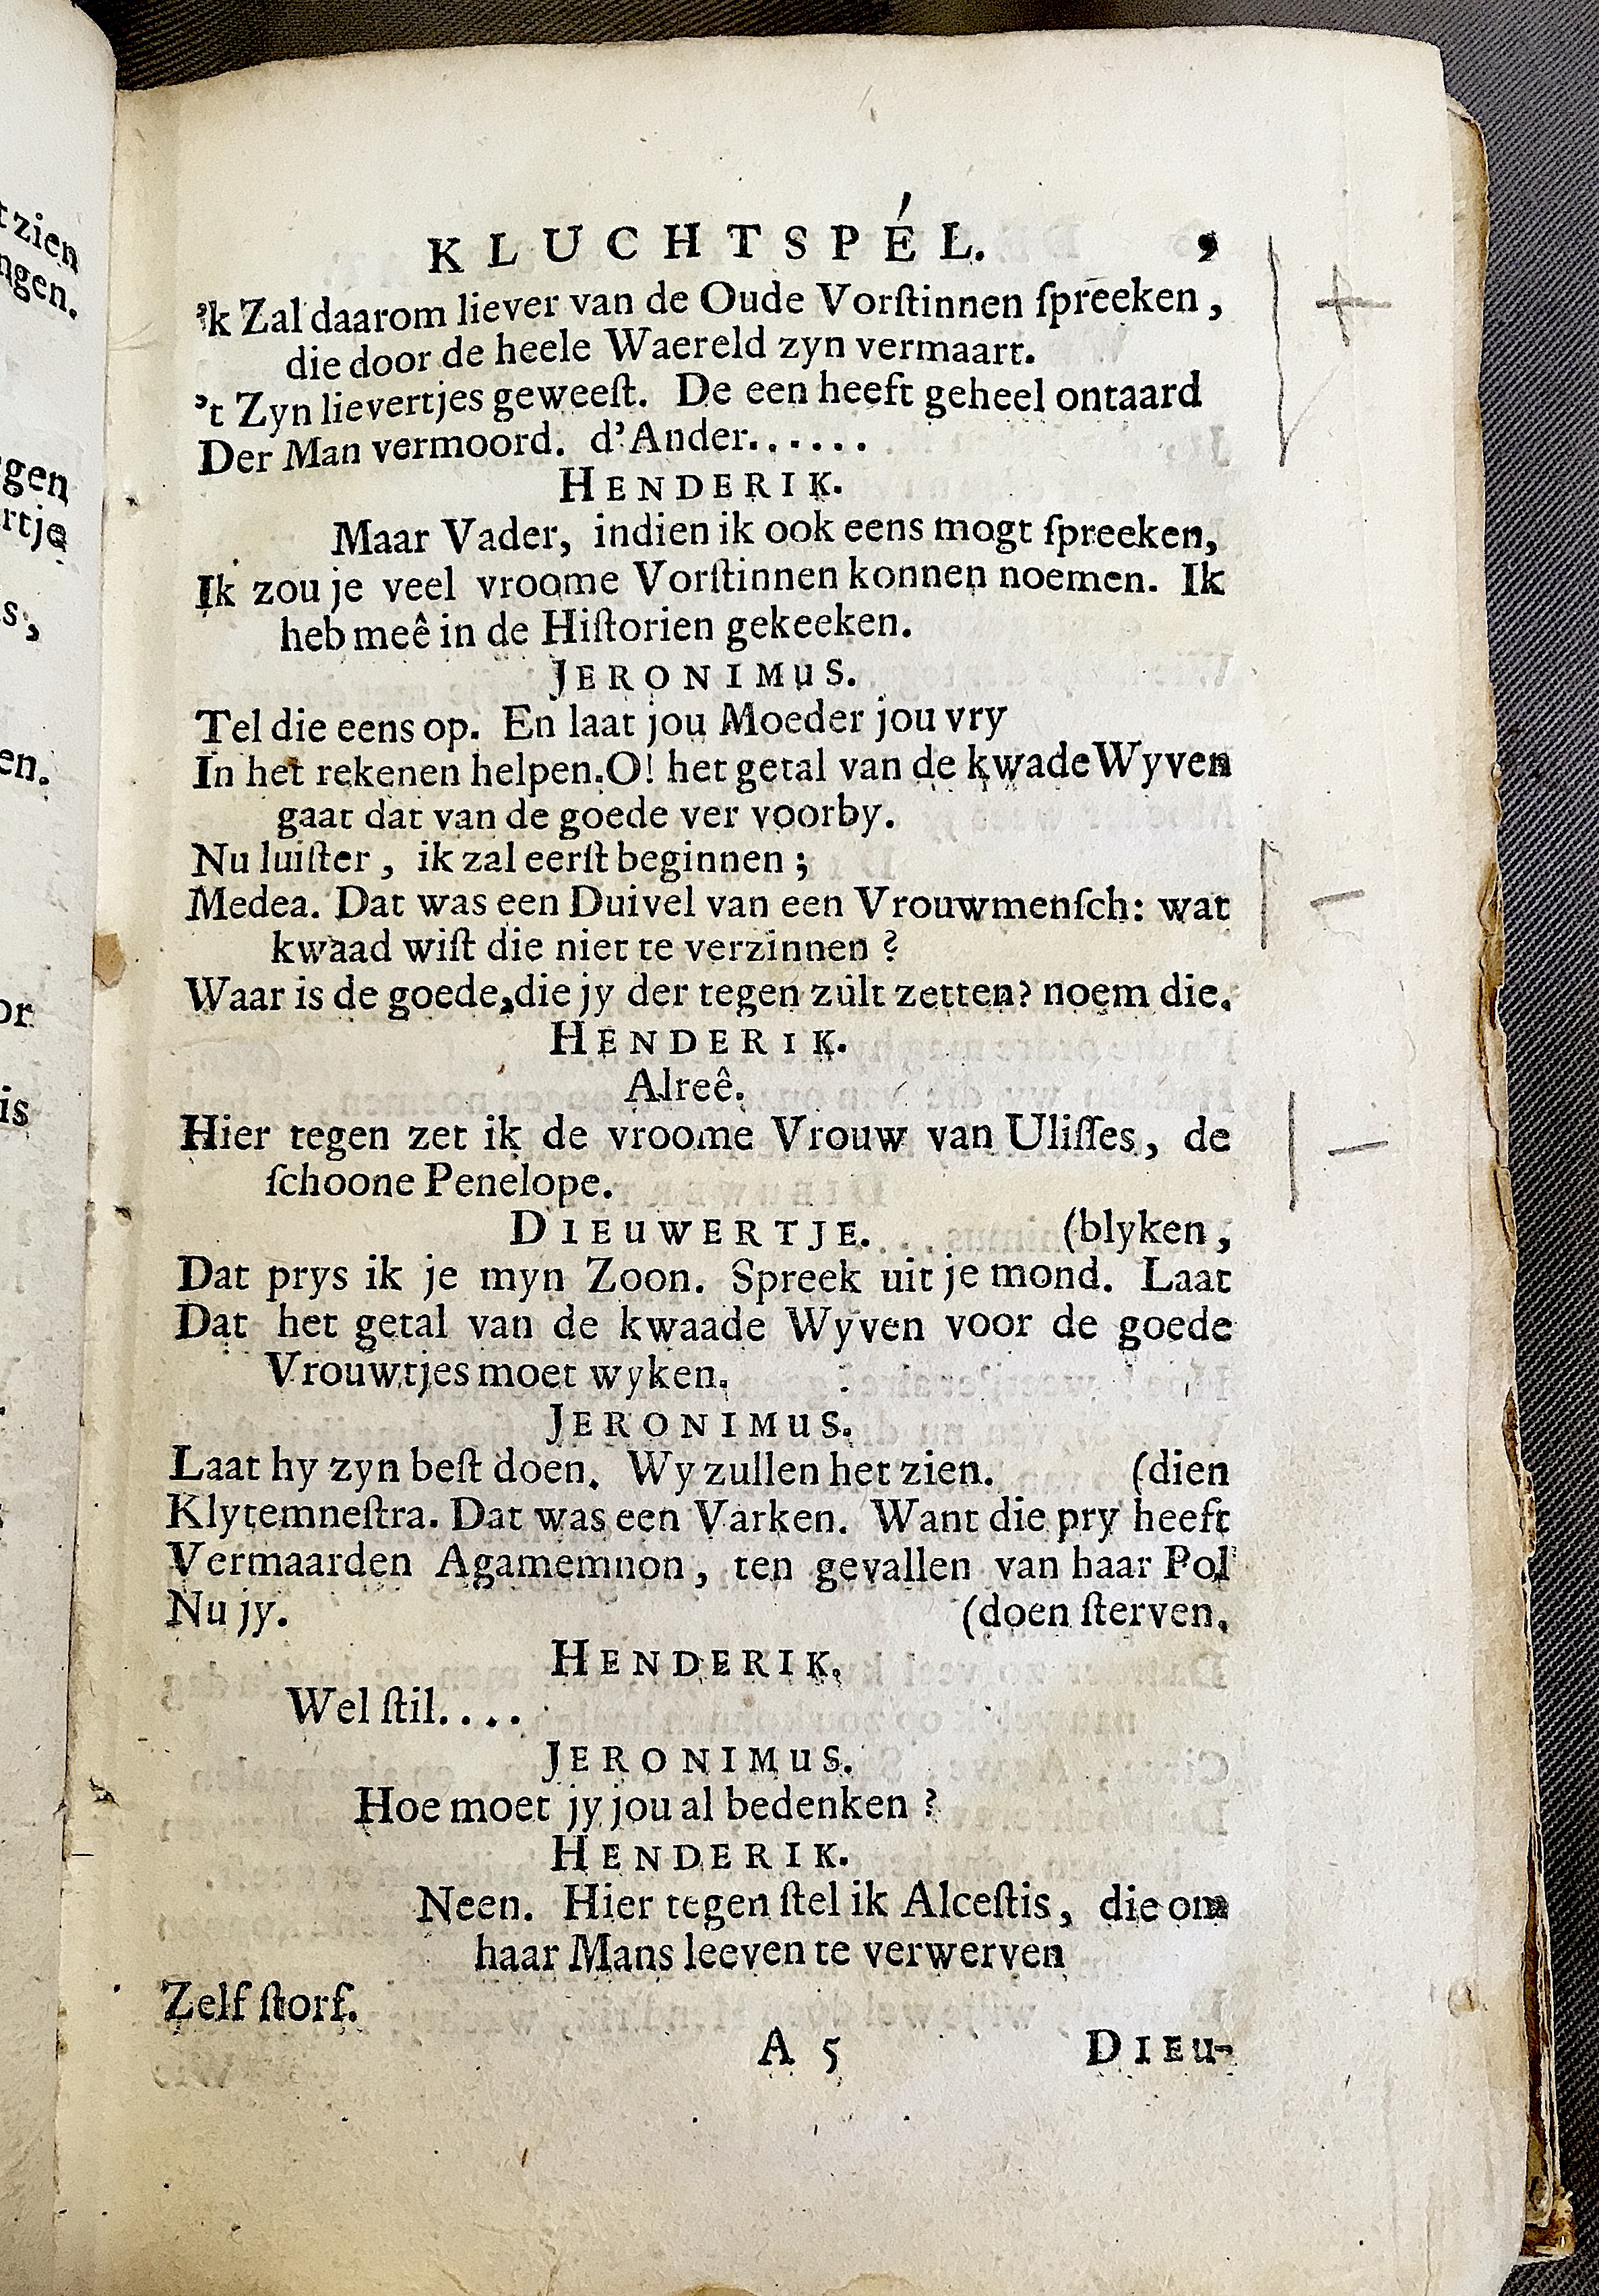 t zien
ngen.
gen
rtje
s,
en.
or
is
KLUCHTSPÉL. 9
'k Zal daarom liever van de Oude Vorſtinnen ſpreeken,
die door de heele Waereld zyn vermaart.
't Zyn lievertjes geweeſt. De een heeft geheel ontaard
Der Man vermoord. d'Ander......
HENDERIK.
Maar Vader, indien ik ook eens mogt ſpreeken,
Ik zou je veel vroome Vorſtinnen konnen noemen. Ik
heb meê in de Hiſtorien gekeeken.
JERONIMUS.
Tel die eens op. En laat jou Moeder jou vry
In het rekenen helpen. O! het getal van de kwade Wyven
gaat dat van de goede ver voorby.
Nu luiſter, ik zal eerſt beginnen;
Medea. Dat was een Duivel van een Vrouwmenſch: wat
kwaad wiſt die niet te verzinnen?
Waar is de goede, die jy der tegen zult zetten? noem die.
HENDERIK.
Alreê.
Hier tegen zet ik de vroome Vrouw van Uliſſes, de
ſchoone Penelope.
DIEUWERTJE. (blyken,
Dat prys ik je myn Zoon. Spreek uit je mond. Laat
Dat het getal van de kwaade Wyven voor de goede
Vrouwtjes moet wyken.
JERONIMUS.
Laat hy zyn beſt doen. Wy zullen het zien. (dien
Klytemneſtra. Dat was een Varken. Want die pry heeft
Vermaarden Agamemnon, ten gevallen van haar Pol
Nu jy. (doen ſterven.
HENDERIK.
Wel ſtil....
JERONIMUS.
Hoe moet jy jou al bedenken?
HENDERIK.
Neen. Hier tegen ſtel ik Alceſtis, die om
haar Mans leeven te verwerven
Zelf ſtorf.
A 5 DIEU-